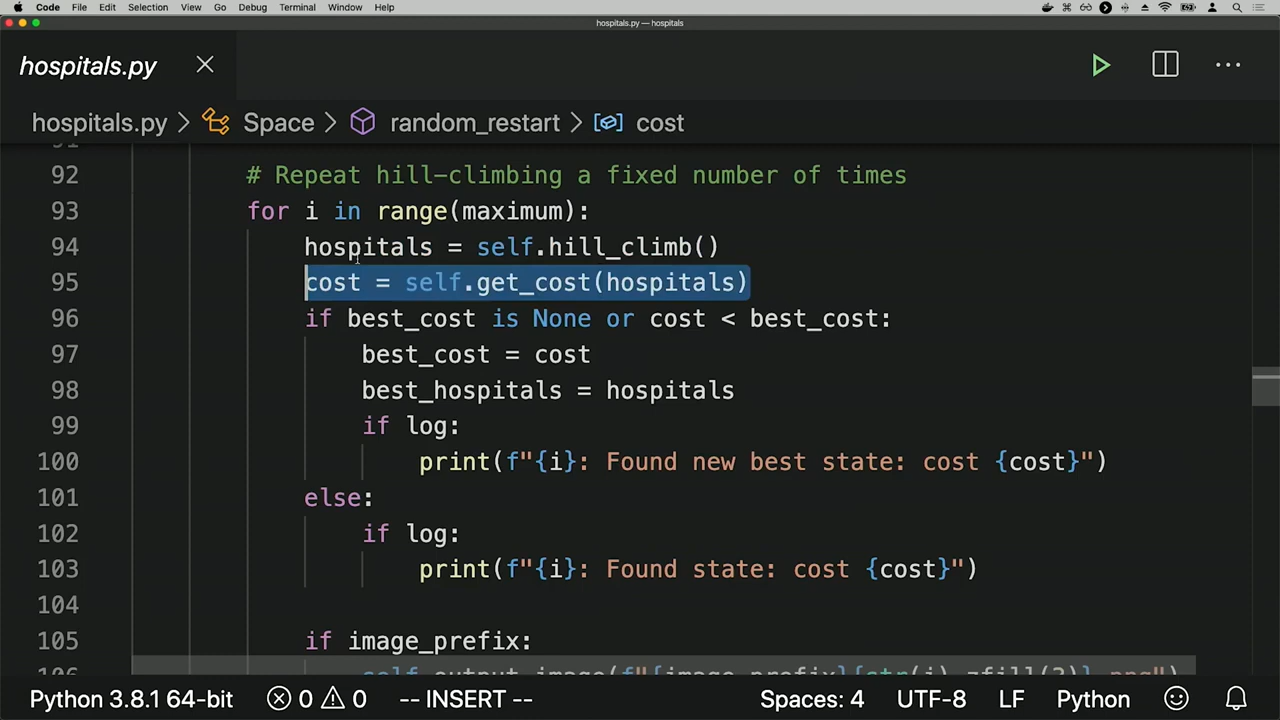 Code File Edit Selection View Go Debug Terminal Window Help
hospitals.py — hospitals
hospitals.py
hospitals.py > Space > random_restart > cost
92 # Repeat hill-climbing a fixed number of times
93 for i in range(maximum):
94 hospitals = self.hill_climb()
95 cost = self.get_cost(hospitals)
96 if best_cost is None or cost < best_cost:
97 best_cost = cost
98 best_hospitals = hospitals
99 if log:
100 print(f"{i}: Found new best state: cost {cost}")
101 else:
102 if log:
103 print(f"{i}: Found state: cost {cost}")
104
105 if image_prefix:
Python 3.8.1 64-bit 0 0 -- INSERT -- Spaces: 4 UTF-8 LF Python